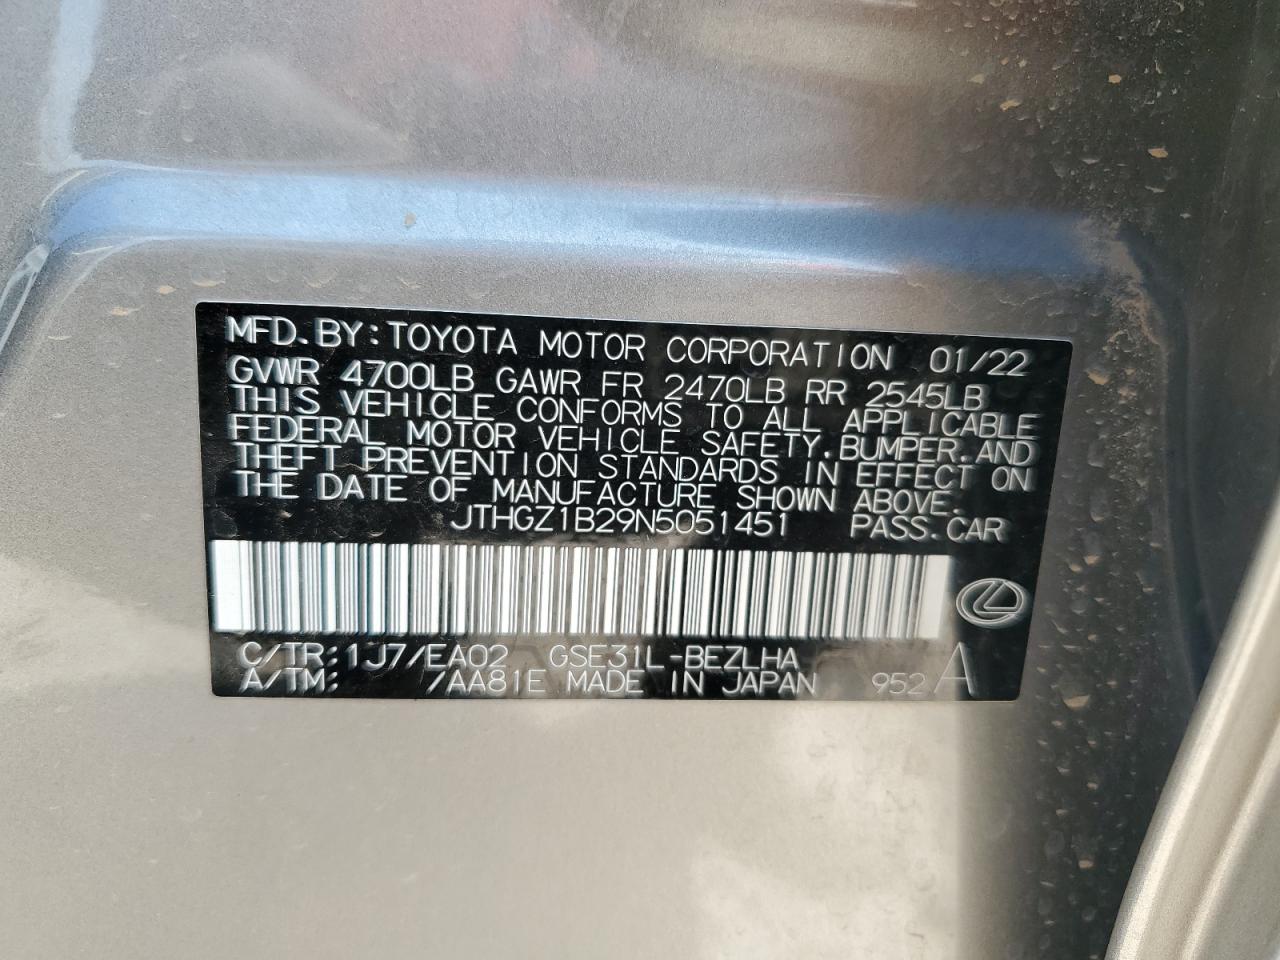 MFD.BY:TOYOTA MOTOR CORPORATION 01/22
GVWR 4700LB GAWR FR 2470LB RR 2545LB
THIS VEHICLE CONFORMS TO ALL APPLICABLE
FEDERAL MOTOR VEHICLE SAFETY,BUMPER,AND
THEFT PREVENTION STANDARDS IN EFFECT ON
THE DATE OF MANUFACTURE SHOWN ABOVE.
JTHGZ1B29N5051451 PASS.CAR
C/TR:1J7/EA02 GSE31L-BEZLHA
A/TM: /AA81E MADE IN JAPAN 952 A